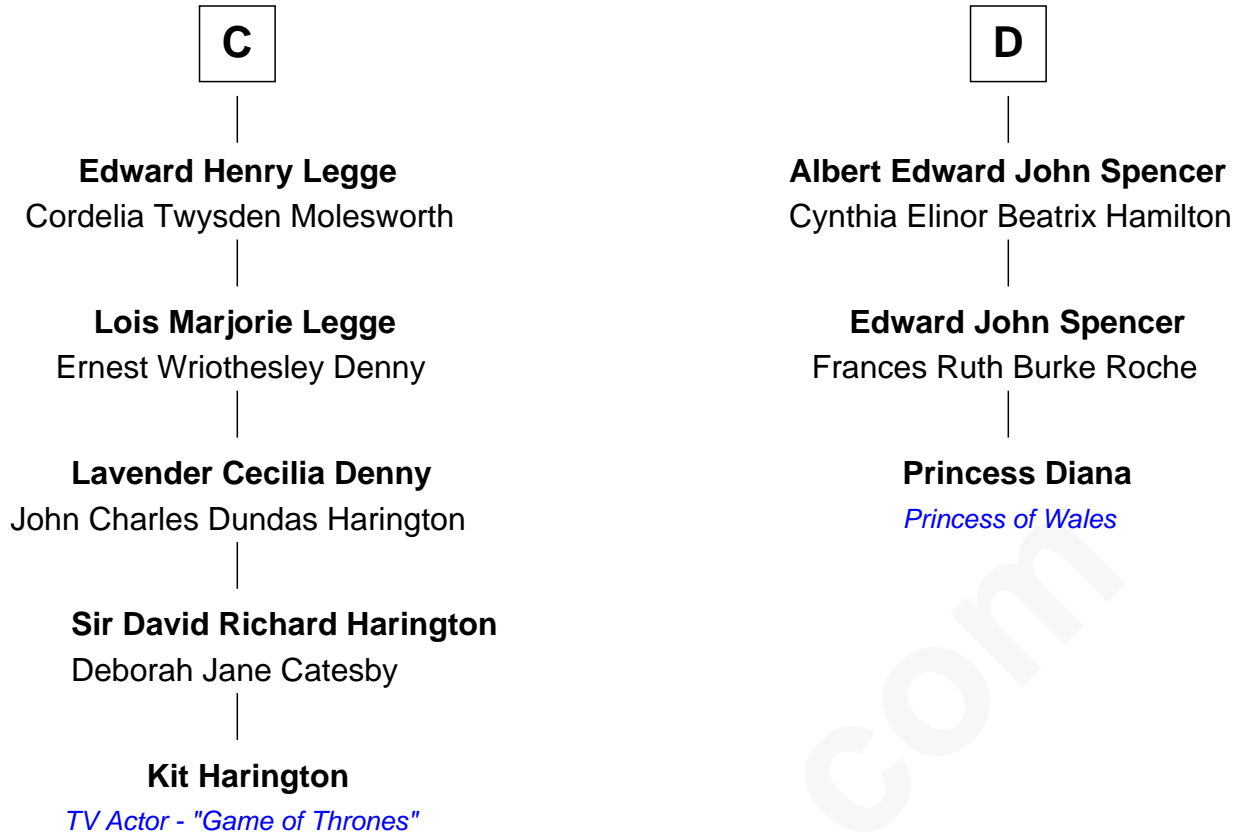 C
Edward Henry Legge
Cordelia Twysden Molesworth
Lois Marjorie Legge
Ernest Wriothesley Denny
Lavender Cecilia Denny
John Charles Dundas Harington
Sir David Richard Harington
Deborah Jane Catesby
Kit Harington
TV Actor - "Game of Thrones"
D
Albert Edward John Spencer
Cynthia Elinor Beatrix Hamilton
Edward John Spencer
Frances Ruth Burke Roche
Princess Diana
Princess of Wales
com